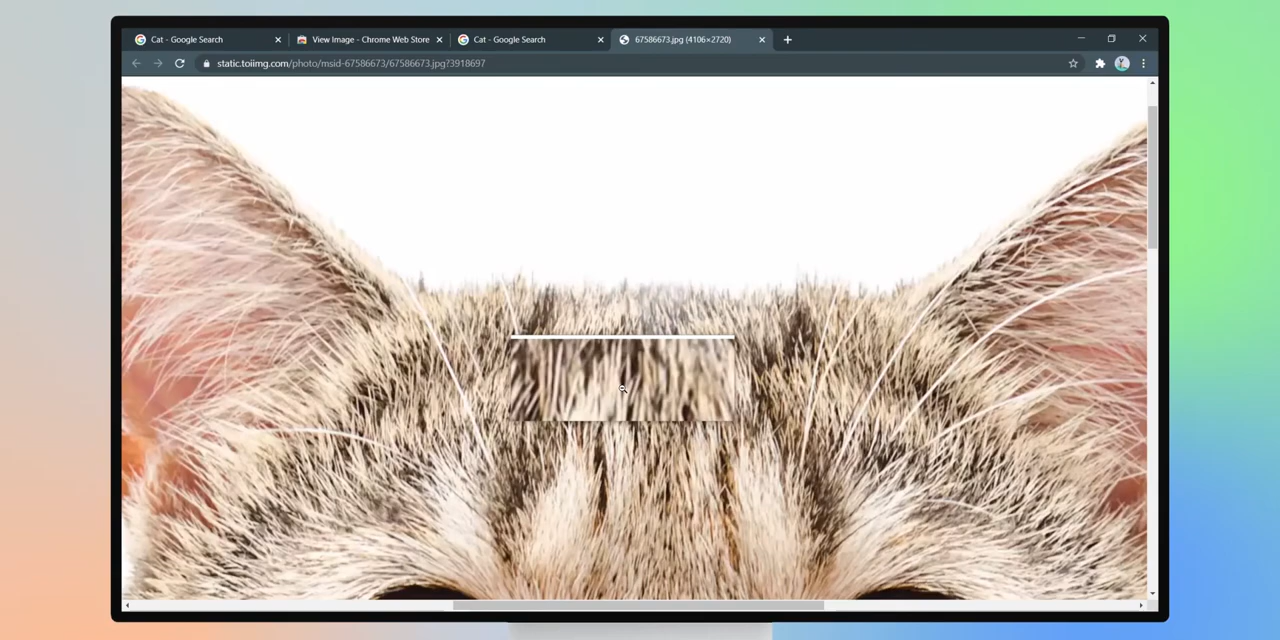 Cat - Google Search
View Image - Chrome Web Store
Cat - Google Search
67586673.jpg (4106×2720)
static.toiimg.com/photo/msid-67586673/67586673.jpg?3918697